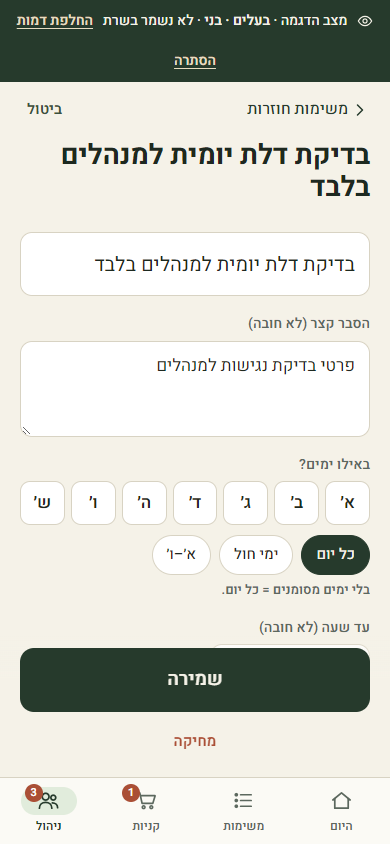 מצב הדגמה · בעלים · בני · לא נשמר בשרת החלפת דמות
הסתרה
משימות חוזרות
ביטול
בדיקת דלת יומית למנהלים
בלבד
בדיקת דלת יומית למנהלים בלבד
הסבר קצר (לא חובה)
פרטי בדיקת נגישות למנהלים
באילו ימים?
א׳ ב׳ ג׳ ד׳ ה׳ ו׳ ש׳
כל יום ימי חול א׳–ו׳
בלי ימים מסומנים = כל יום.
עד שעה (לא חובה)
שמירה
מחיקה
1 3
היום משימות קניות ניהול